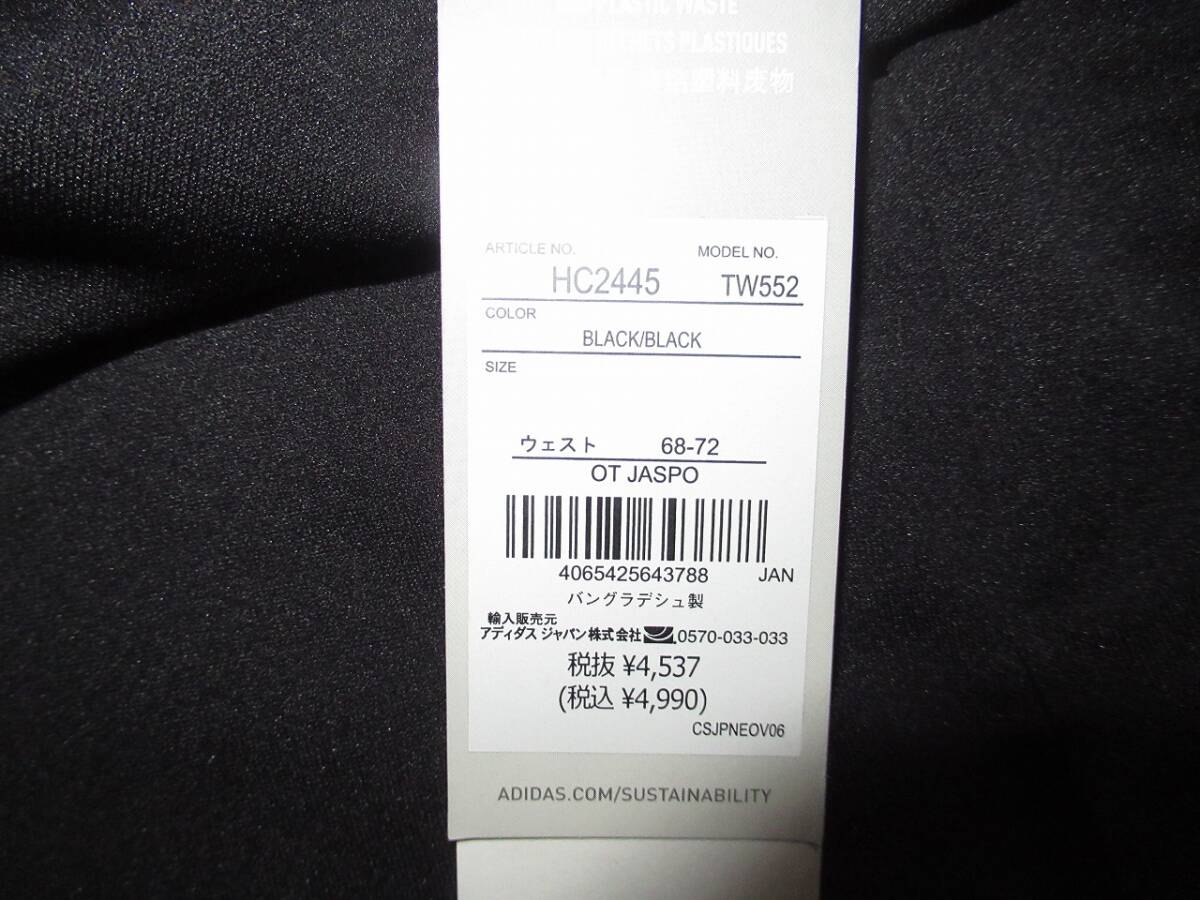 PLASTIC WASTE
PLASTIQUES
塑料废物
ARTICLE NO. MODEL NO.
HC2445 TW552
COLOR
BLACK/BLACK
SIZE
ウェスト 68-72
OT JASPO
4065425643788 JAN
バングラデシュ製
輸入販売元
アディダス ジャパン株式会社 0570-033-033
税抜 ¥4,537
(税込 ¥4,990)
CSJPNEOV06
ADIDAS.COM/SUSTAINABILITY